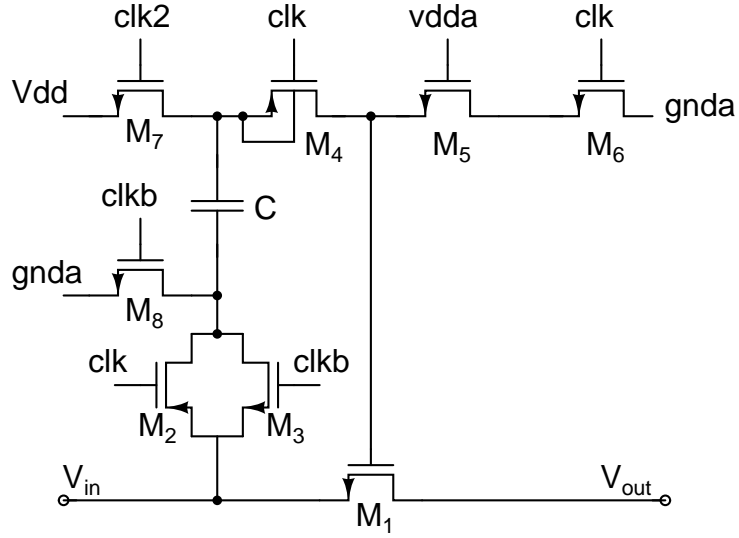 clk2 clk vdda clk
Vdd
gnda
M7 M4 M5 M6
clkb
C
gnda
M8
clk clkb
M2 M3
Vin Vout
M1